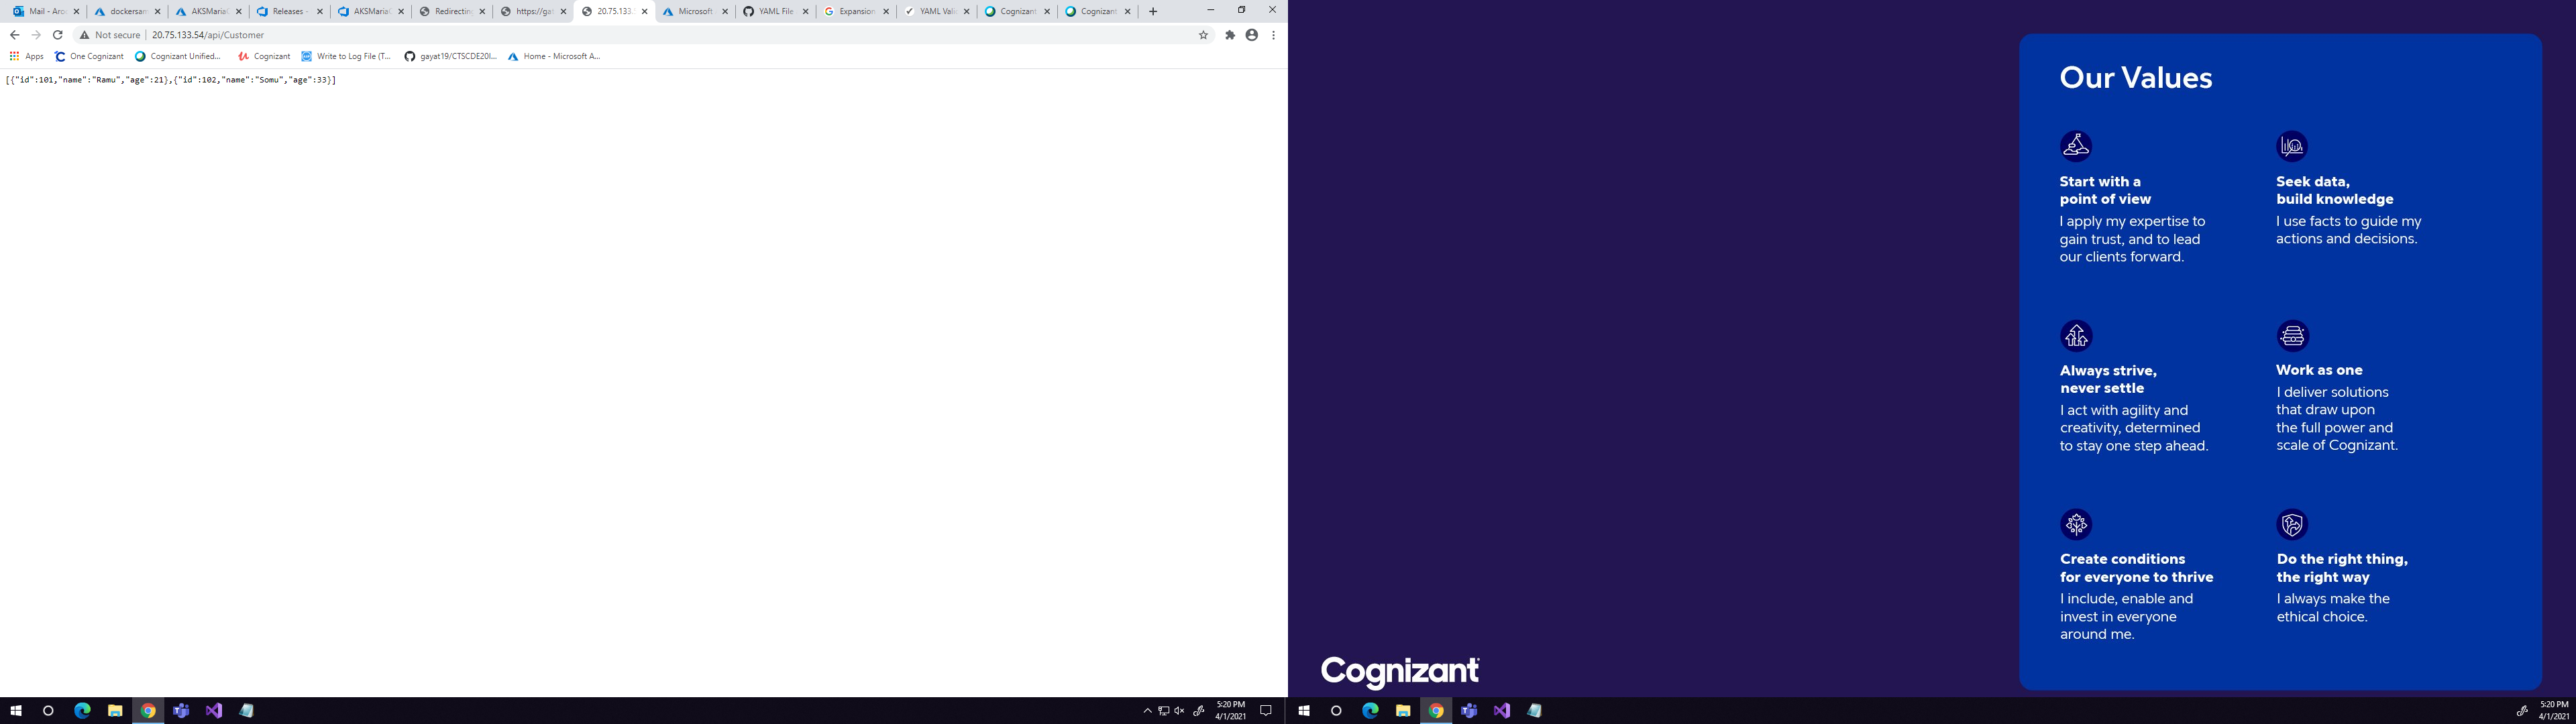 Mail - Aroc
dockersam
AKSMariaC
Releases -
AKSMariaC
Redirecting
https://gat
20.75.133.
Microsoft
YAML File
Expansion
YAML Valid
Cognizant
Cognizant
Not secure
20.75.133.54/api/Customer
Apps
One Cognizant
Cognizant Unified...
Cognizant
Write to Log File (T...
gayat19/CTSCDE20I...
Home - Microsoft A...
[{"id":101,"name":"Ramu","age":21},{"id":102,"name":"Somu","age":33}]
Our Values
Start with a
point of view
I apply my expertise to
gain trust, and to lead
our clients forward.
Seek data,
build knowledge
I use facts to guide my
actions and decisions.
Always strive,
never settle
I act with agility and
creativity, determined
to stay one step ahead.
Work as one
I deliver solutions
that draw upon
the full power and
scale of Cognizant.
Create conditions
for everyone to thrive
I include, enable and
invest in everyone
around me.
Do the right thing,
the right way
I always make the
ethical choice.
Cognizant
5:20 PM
4/1/2021
5:20 PM
4/1/2021